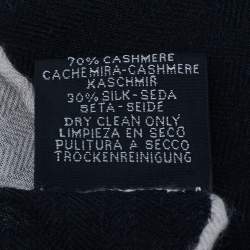 70% CASHMERE
CACHEMIRA-CASHMERE
KASCHMIR
30% SILK-SEDA
SETA-SEIDE
DRY CLEAN ONLY
LIMPIEZA EN SECO
PULITURA A SECCO
TROCKENREINIGUNG